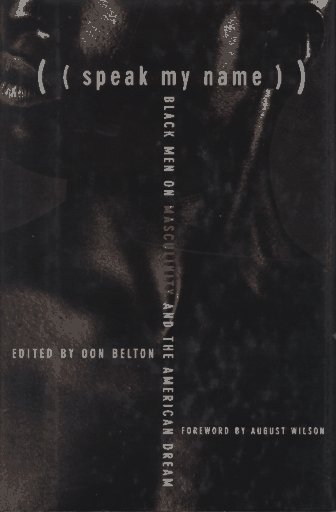 ( ( speak my name ) )
BLACK MEN ON MASCULINITY AND THE AMERICAN DREAM
EDITED BY DON BELTON
FOREWORD BY AUGUST WILSON